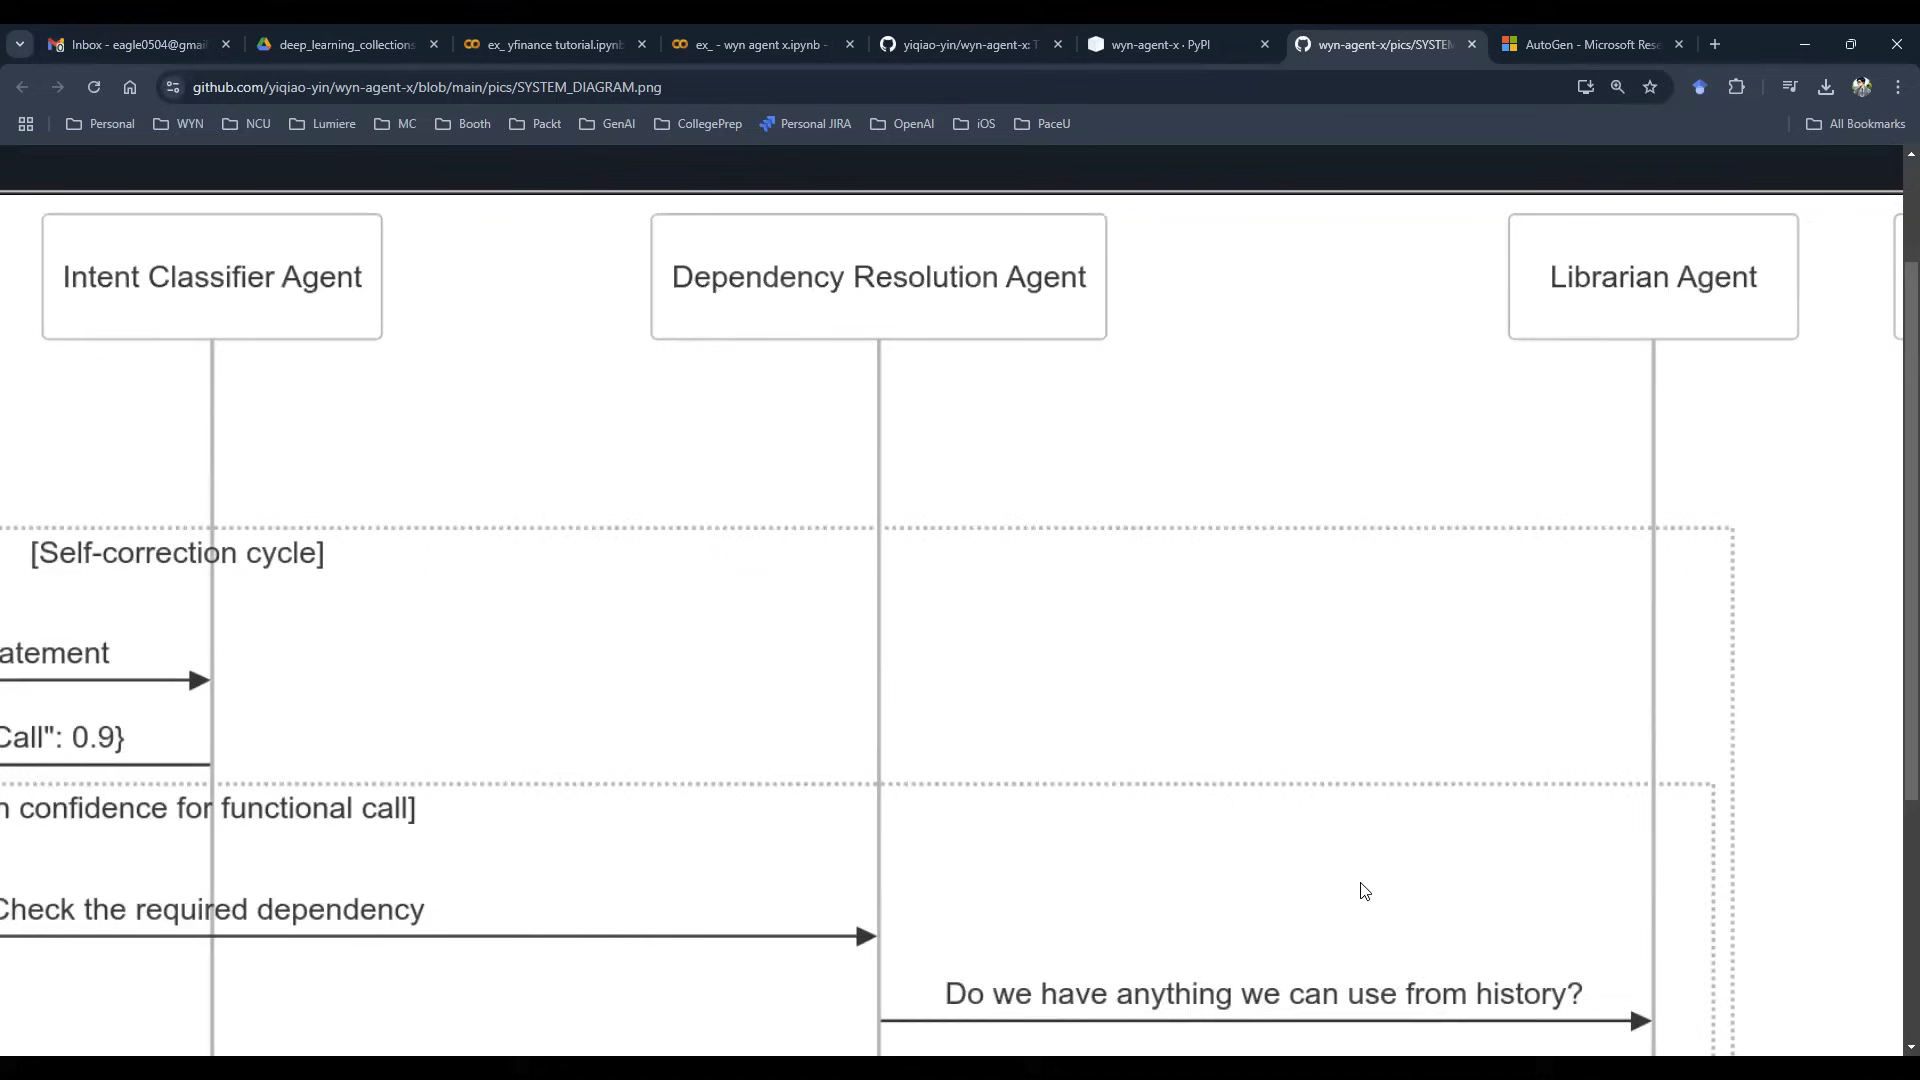 Inbox - eagle0504@gmai
deep_learning_collections
ex_ yfinance tutorial.ipynb
ex_ - wyn agent x.ipynb -
yiqiao-yin/wyn-agent-x: T
wyn-agent-x · PyPI
wyn-agent-x/pics/SYSTEM
AutoGen - Microsoft Rese
github.com/yiqiao-yin/wyn-agent-x/blob/main/pics/SYSTEM_DIAGRAM.png
Personal
WYN
NCU
Lumiere
MC
Booth
Packt
GenAI
CollegePrep
Personal JIRA
OpenAI
iOS
PaceU
All Bookmarks
Intent Classifier Agent
Dependency Resolution Agent
Librarian Agent
[Self-correction cycle]
atement
Call": 0.9}
n confidence for functional call]
Check the required dependency
Do we have anything we can use from history?